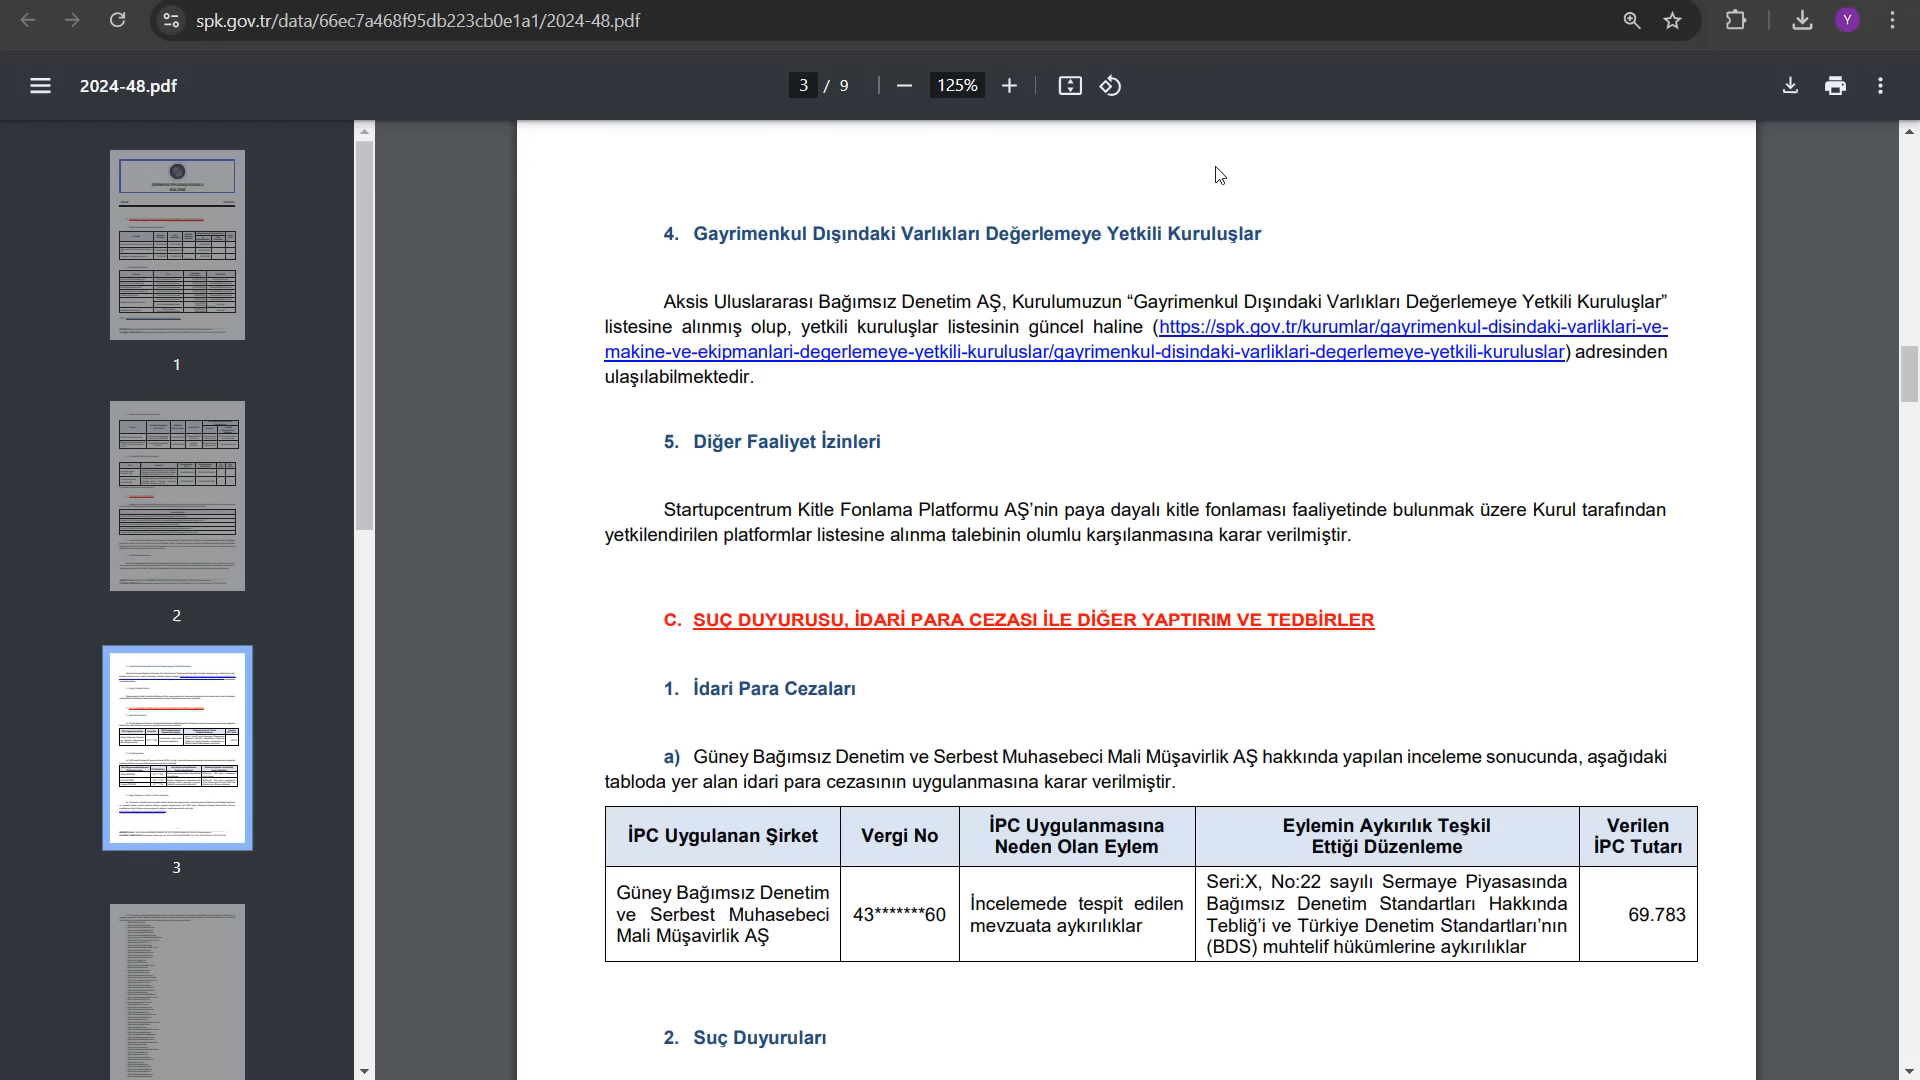 spk.gov.tr/data/66ec7a468f95db223cb0e1a1/2024-48.pdf
Y
2024-48.pdf
3 / 9
125%
1
2
3
4. Gayrimenkul Dışındaki Varlıkları Değerlemeye Yetkili Kuruluşlar
Aksis Uluslararası Bağımsız Denetim AŞ, Kurulumuzun “Gayrimenkul Dışındaki Varlıkları Değerlemeye Yetkili Kuruluşlar”
listesine alınmış olup, yetkili kuruluşlar listesinin güncel haline (https://spk.gov.tr/kurumlar/gayrimenkul-disindaki-varliklari-ve-
makine-ve-ekipmanlari-degerlemeye-yetkili-kuruluslar/gayrimenkul-disindaki-varliklari-degerlemeye-yetkili-kuruluslar) adresinden
ulaşılabilmektedir.
5. Diğer Faaliyet İzinleri
Startupcentrum Kitle Fonlama Platformu AŞ’nin paya dayalı kitle fonlaması faaliyetinde bulunmak üzere Kurul tarafından
yetkilendirilen platformlar listesine alınma talebinin olumlu karşılanmasına karar verilmiştir.
C. SUÇ DUYURUSU, İDARİ PARA CEZASI İLE DİĞER YAPTIRIM VE TEDBİRLER
1. İdari Para Cezaları
a) Güney Bağımsız Denetim ve Serbest Muhasebeci Mali Müşavirlik AŞ hakkında yapılan inceleme sonucunda, aşağıdaki
tabloda yer alan idari para cezasının uygulanmasına karar verilmiştir.
İPC Uygulanan Şirket
Vergi No
İPC Uygulanmasına
Neden Olan Eylem
Eylemin Aykırılık Teşkil
Ettiği Düzenleme
Verilen
İPC Tutarı
Güney Bağımsız Denetim
ve Serbest Muhasebeci
Mali Müşavirlik AŞ
43*******60
İncelemede tespit edilen
mevzuata aykırılıklar
Seri:X, No:22 sayılı Sermaye Piyasasında
Bağımsız Denetim Standartları Hakkında
Tebliğ’i ve Türkiye Denetim Standartları’nın
(BDS) muhtelif hükümlerine aykırılıklar
69.783
2. Suç Duyuruları